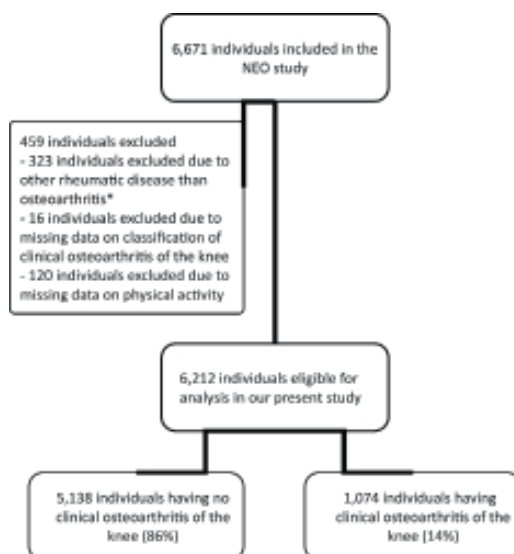 6,671 individuals included in the
NEO study
459 individuals excluded
- 323 individuals excluded due to
other rheumatic disease than
osteoarthritis*
- 16 individuals excluded due to
missing data on classification of
clinical osteoarthritis of the knee
- 120 individuals excluded due to
missing data on physical activity
6,212 individuals eligible for
analysis in our present study
5,138 individuals having no
clinical osteoarthritis of the
knee (86%)
1,074 individuals having
clinical osteoarthritis of the
knee (14%)